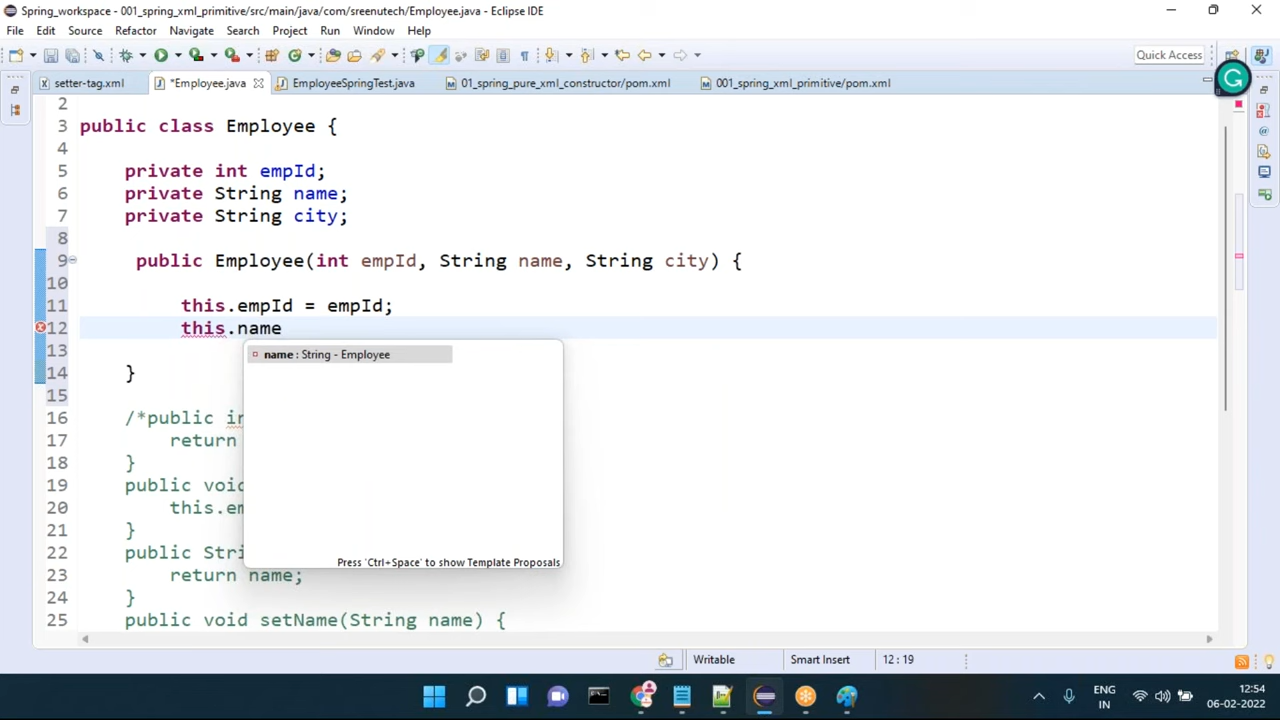 Spring_workspace - 001_spring_xml_primitive/src/main/java/com/sreenutech/Employee.java - Eclipse IDE
File Edit Source Refactor Navigate Search Project Run Window Help
Quick Access
setter-tag.xml *Employee.java EmployeeSpringTest.java 01_spring_pure_xml_constructor/pom.xml 001_spring_xml_primitive/pom.xml
2
3 public class Employee {
4
5 private int empId;
6 private String name;
7 private String city;
8
9 public Employee(int empId, String name, String city) {
10
11 this.empId = empId;
12 this.name
13
name : String - Employee
14 }
15
16 /*public in
17 return
18 }
19 public void
20 this.em
21 }
22 public Stri
Press 'Ctrl+Space' to show Template Proposals
23 return name;
24 }
25 public void setName(String name) {
Writable Smart Insert 12 : 19
ENG
IN
12:54
06-02-2022